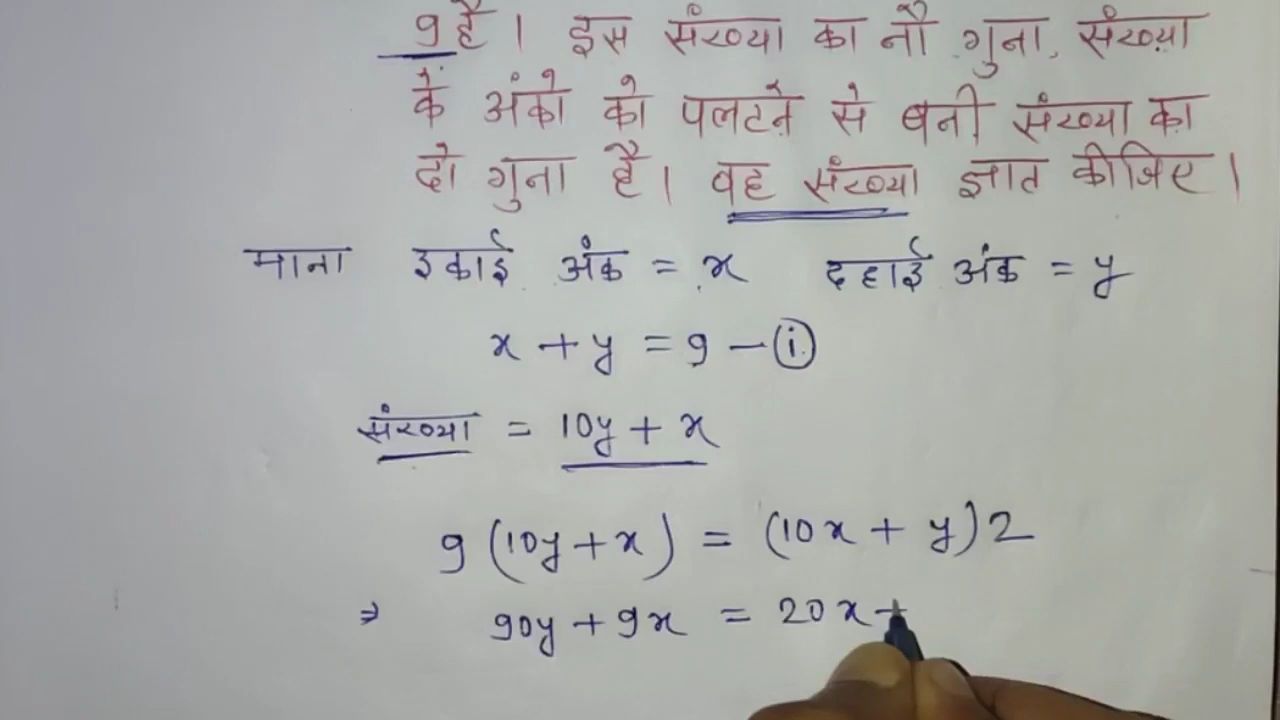 9 है। इस संख्या का नौ गुना, संख्या
के अंको को पलटने से बनी संख्या का
दो गुना है। वह संख्या ज्ञात कीजिए।
माना इकाई अंक = x दहाई अंक = y
x + y = 9 – (i)
संख्या = 10y + x
9 (10y + x) = (10x + y) 2
⇒ 90y + 9x = 20x +